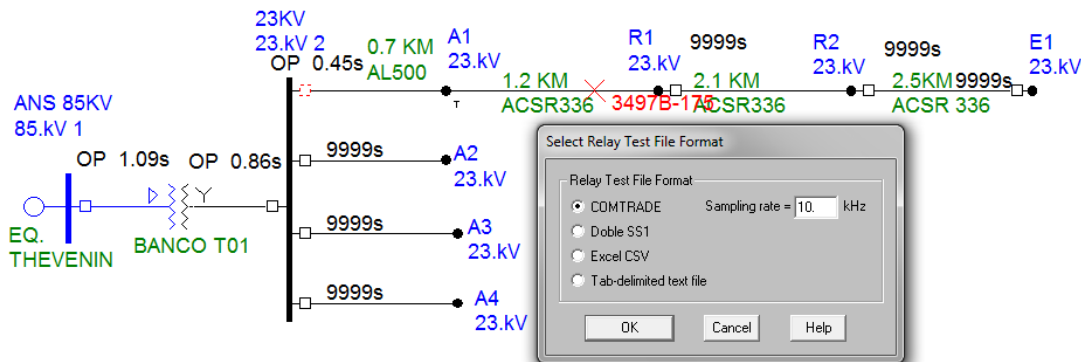 23KV
23.kV 2
OP 0.45s
0.7 KM
AL500
A1
23.kV
1.2 KM
ACSR336
3497B-175
R1
23.kV
9999s
2.1 KM
ACSR336
R2
23.kV
9999s
2.5KM
ACSR 336
9999s
E1
23.kV
ANS 85KV
85.kV 1
OP 1.09s
OP 0.86s
EQ.
THEVENIN
BANCO T01
T
9999s
A2
23.kV
9999s
A3
23.kV
9999s
A4
23.kV
Select Relay Test File Format
Relay Test File Format
COMTRADE
Sampling rate = 10. kHz
Doble SS1
Excel CSV
Tab-delimited text file
OK
Cancel
Help